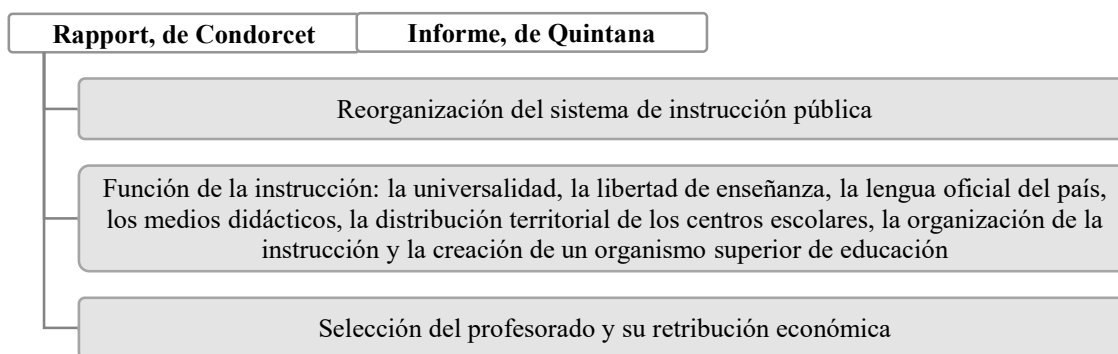 Rapport, de Condorcet
Informe, de Quintana
Reorganización del sistema de instrucción pública
Función de la instrucción: la universalidad, la libertad de enseñanza, la lengua oficial del país,
los medios didácticos, la distribución territorial de los centros escolares, la organización de la
instrucción y la creación de un organismo superior de educación
Selección del profesorado y su retribución económica